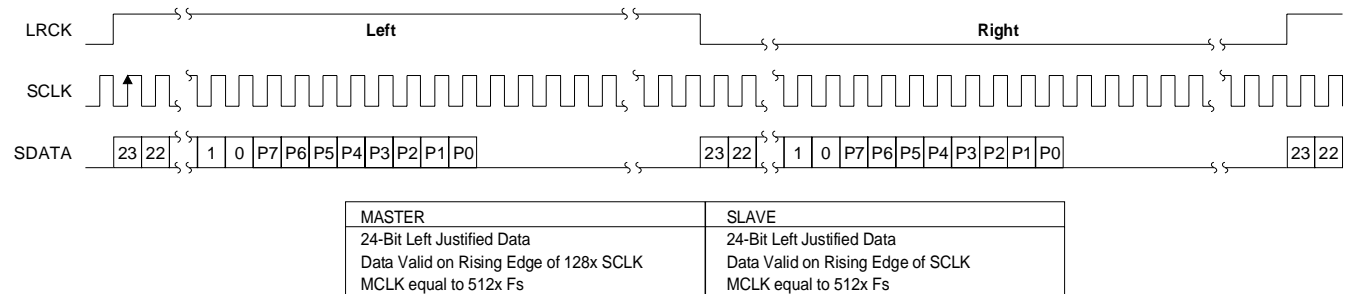 LRCK Left Right
SCLK
SDATA 23 22 1 0 P7 P6 P5 P4 P3 P2 P1 P0 23 22 1 0 P7 P6 P5 P4 P3 P2 P1 P0 23 22
MASTER SLAVE
24-Bit Left Justified Data 24-Bit Left Justified Data
Data Valid on Rising Edge of 128x SCLK Data Valid on Rising Edge of SCLK
MCLK equal to 512x Fs MCLK equal to 512x Fs